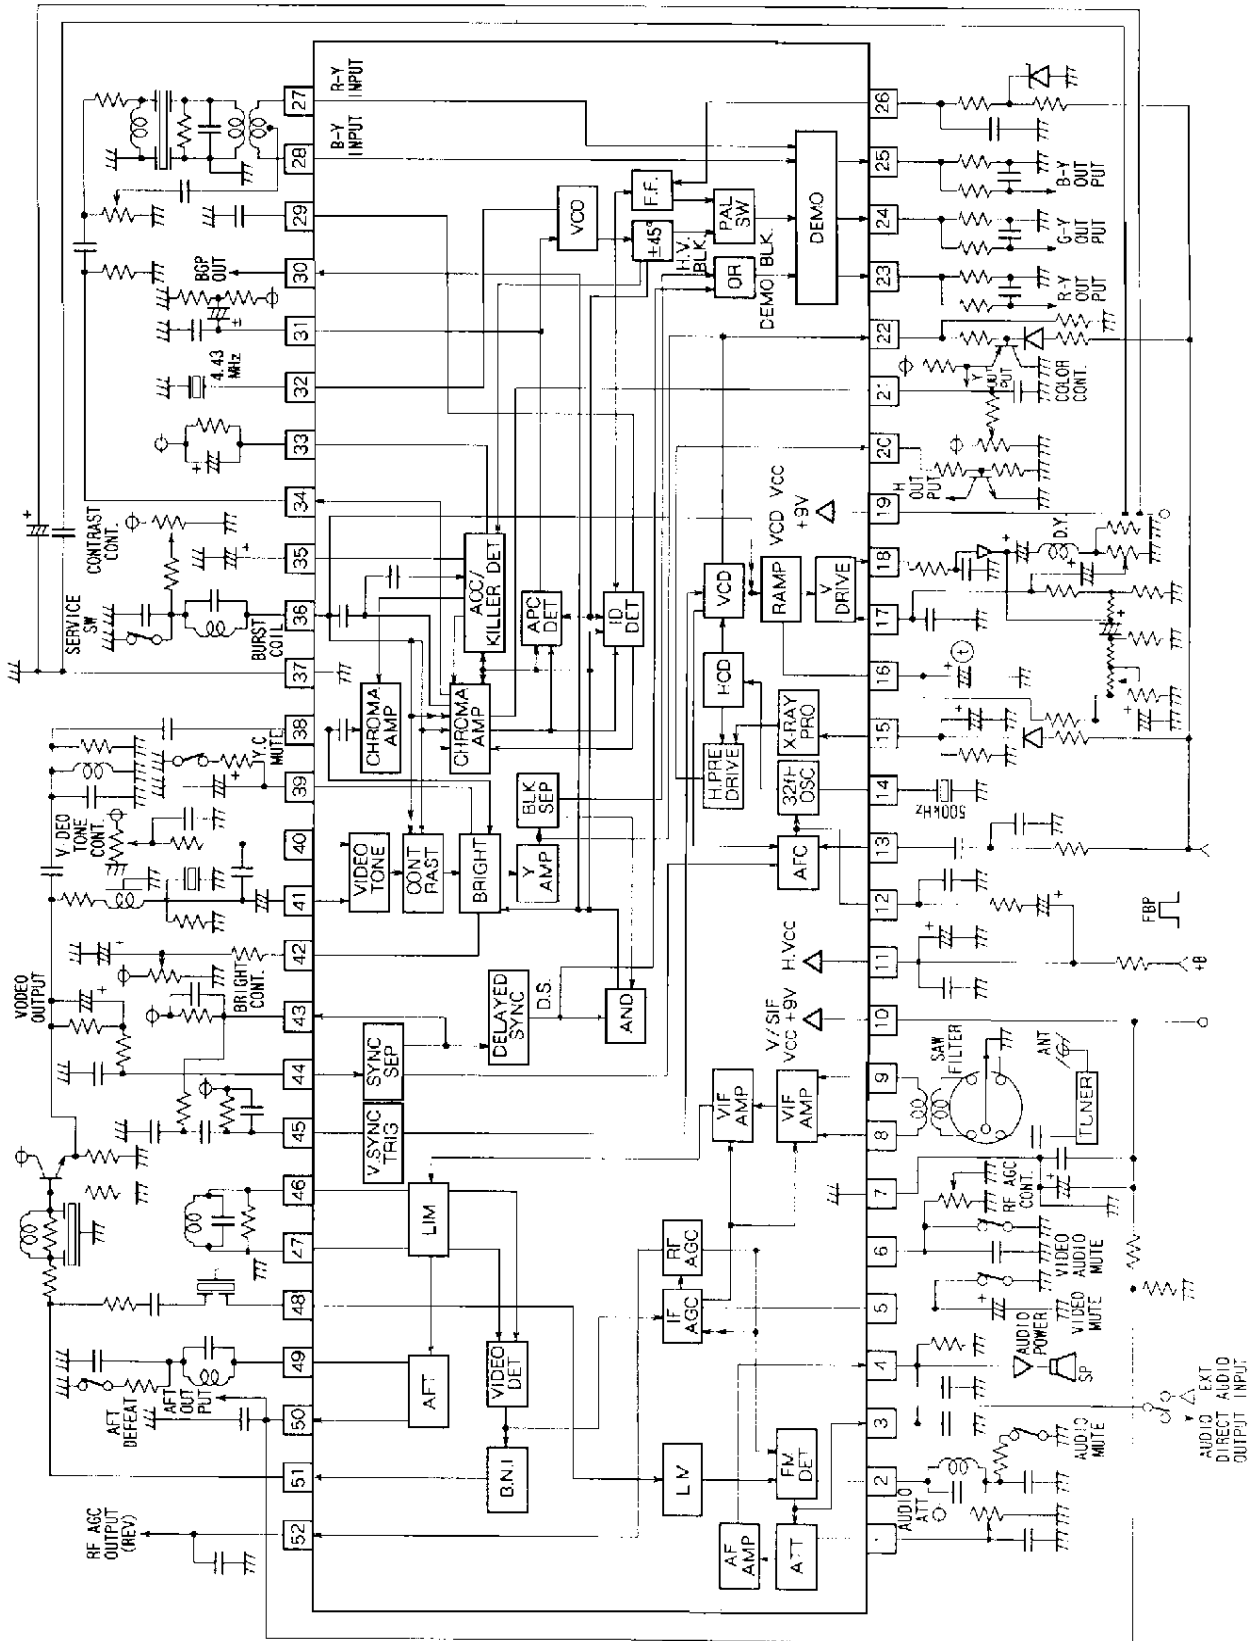 RF AGC
OUTPUT
(REV)
AFT
DEFEAT
AFT
OUT
PUT
VODEO
OUTPUT
BRIGHT
CONT.
V.DEO
TONE
CONT.
Y.C
MUTE
SERVICE
SW
BURST
COIL
CONTRAST
CONT.
4.43
MHz
BGP
OUT
52
51
50
49
48
27
46
45
44
43
42
41
40
39
38
37
36
35
34
33
32
31
30
29
28
27
B-Y
INPUT
R-Y
INPUT
B.N.I
VIDEO
DET
AFT
LIM
V.SYNC
TRIG
SYNC
SEP
DELAYED
SYNC
D.S.
AND
VIDEO
TONE
CONT
RAST
BRIGHT
Y
AMP
BLK
SEP
CHROMA
AMP
CHROMA
AMP
ACC/
KILLER DET
APC
DET
ID
DET
VCO
±45°
F.F.
PAL
SW
H.V.
BLK.
OR
DEMO BLK.
DEMO
AF
AMP
ATT
FM
DET
IF
AGC
RF
AGC
VIF
AMP
VIF
AMP
V/SIF
VCC +9V
H.VCC
AFC
32fH
OSC
H.PRE
DRIVE
X-RAY
PRO
HCD
VCD
RAMP
V
DRIVE
VCD VCC
+9V
1
2
3
4
5
6
7
8
9
10
11
12
13
14
15
16
17
18
19
20
21
22
23
24
25
26
AUDIO
ATT
AUDIO
MUTE
AUDIO
POWER
SP
VIDEO MUTE
VIDEO
AUDIO
MUTE
RF AGC
CONT.
SAW
FILTER
ANT
TUNER
+B
FBP
500kHz
t
D.Y.
H
OUT
PUT
Y
OUT
PUT
COLOR
CONT.
R-Y
OUT
PUT
G-Y
OUT
PUT
B-Y
OUT
PUT
AUDIO EXT
DIRECT AUDIO
OUTPUT INPUT